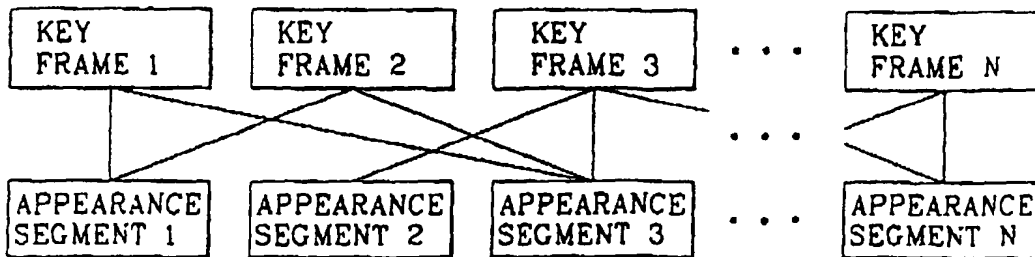 KEY
FRAME 1
KEY
FRAME 2
KEY
FRAME 3
. . .
KEY
FRAME N
. . .
APPEARANCE
SEGMENT 1
APPEARANCE
SEGMENT 2
APPEARANCE
SEGMENT 3
. . .
APPEARANCE
SEGMENT N